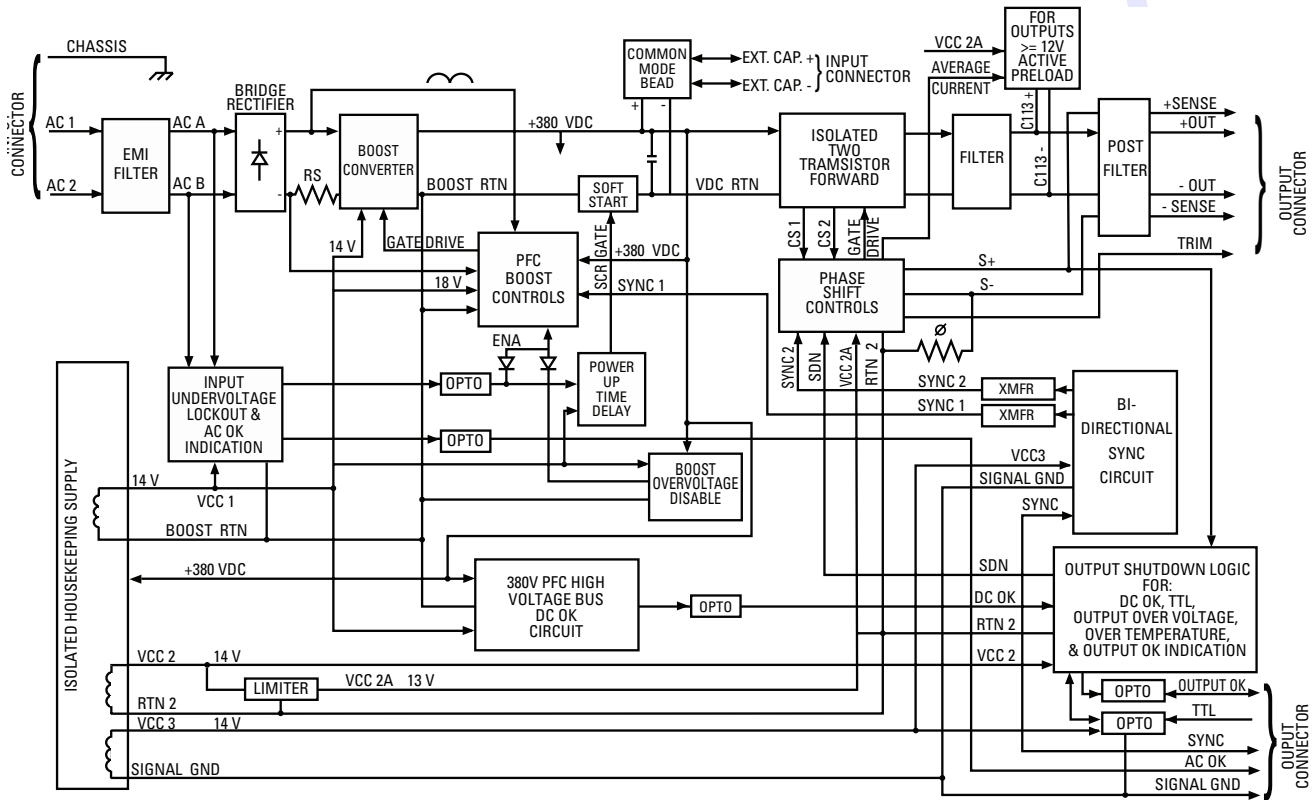 CHASSIS
CONNECTOR
AC 1
AC 2
EMI
FILTER
AC A
AC B
BRIDGE
RECTIFIER
+
-
RS
BOOST
CONVERTER
+380 VDC
BOOST RTN
SOFT
START
VDC RTN
COMMON
MODE
BEAD
+
-
EXT. CAP. +
EXT. CAP. -
INPUT
CONNECTOR
ISOLATED
TWO
TRAMSISTOR
FORWARD
VCC 2A
AVERAGE
CURRENT
FOR
OUTPUTS
>= 12V
ACTIVE
PRELOAD
C113 +
C113 -
FILTER
POST
FILTER
+SENSE
+OUT
- OUT
- SENSE
TRIM
OUTPUT
CONNECTOR
14 V
GATE DRIVE
18 V
PFC
BOOST
CONTROLS
SCR GATE
+380 VDC
SYNC 1
CS 1
CS 2
GATE
DRIVE
PHASE
SHIFT
CONTROLS
S+
S-
Ø
SYNC 2
SDN
VCC 2A
RTN 2
ENA
INPUT
UNDERVOLTAGE
LOCKOUT &
AC OK
INDICATION
OPTO
OPTO
POWER
UP
TIME
DELAY
SYNC 2
SYNC 1
XMFR
XMFR
BI-
DIRECTIONAL
SYNC
CIRCUIT
VCC3
SIGNAL GND
SYNC
BOOST
OVERVOLTAGE
DISABLE
ISOLATED HOUSEKEEPING SUPPLY
14 V
VCC 1
BOOST RTN
+380 VDC
380V PFC HIGH
VOLTAGE BUS
DC OK
CIRCUIT
OPTO
SDN
DC OK
RTN 2
VCC 2
OUTPUT SHUTDOWN LOGIC
FOR:
DC OK, TTL,
OUTPUT OVER VOLTAGE,
OVER TEMPERATURE,
& OUTPUT OK INDICATION
VCC 2
14 V
LIMITER
VCC 2A 13 V
RTN 2
VCC 3
14 V
SIGNAL GND
OPTO
OPTO
OUTPUT OK
TTL
SYNC
AC OK
SIGNAL GND
OUPUT
CONNECTOR